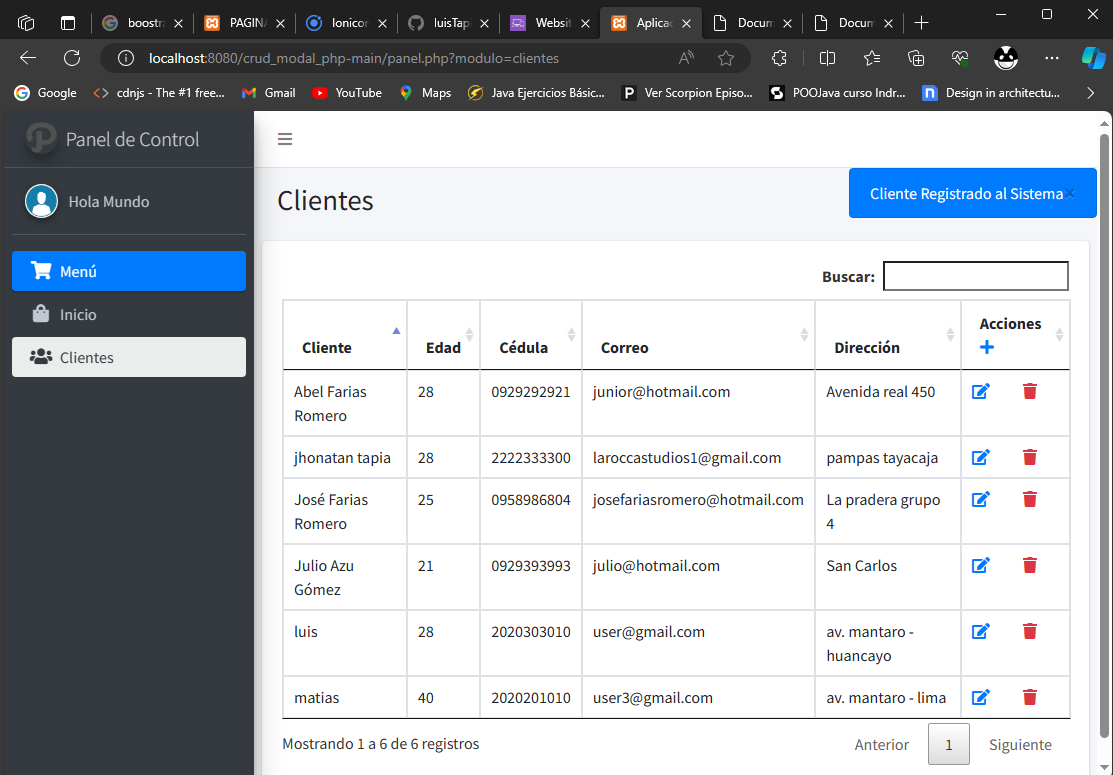 boostra
PAGINA
Ionicon
luisTapi
Websit
Aplica
Docum
Docum
localhost:8080/crud_modal_php-main/panel.php?modulo=clientes
Google
cdnjs - The #1 free...
Gmail
YouTube
Maps
Java Ejercicios Básic...
Ver Scorpion Episo...
POOJava curso Indr...
Design in architectu...
Panel de Control
Hola Mundo
Menú
Inicio
Clientes
Clientes
Cliente Registrado al Sistema×
Buscar:
Cliente Edad Cédula Correo Dirección Acciones
Abel Farias Romero 28 0929292921 junior@hotmail.com Avenida real 450
jhonatan tapia 28 2222333300 laroccastudios1@gmail.com pampas tayacaja
José Farias Romero 25 0958986804 josefariasromero@hotmail.com La pradera grupo 4
Julio Azu Gómez 21 0929393993 julio@hotmail.com San Carlos
luis 28 2020303010 user@gmail.com av. mantaro - huancayo
matias 40 2020201010 user3@gmail.com av. mantaro - lima
Mostrando 1 a 6 de 6 registros
Anterior 1 Siguiente